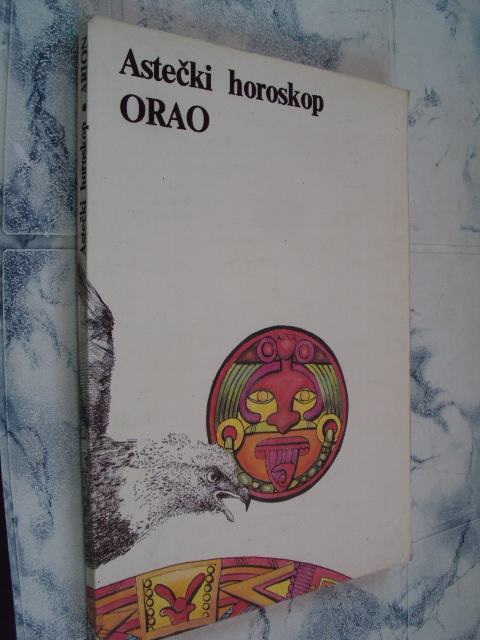 Astečki horoskop
ORAO
Astečki horoskop • ARION